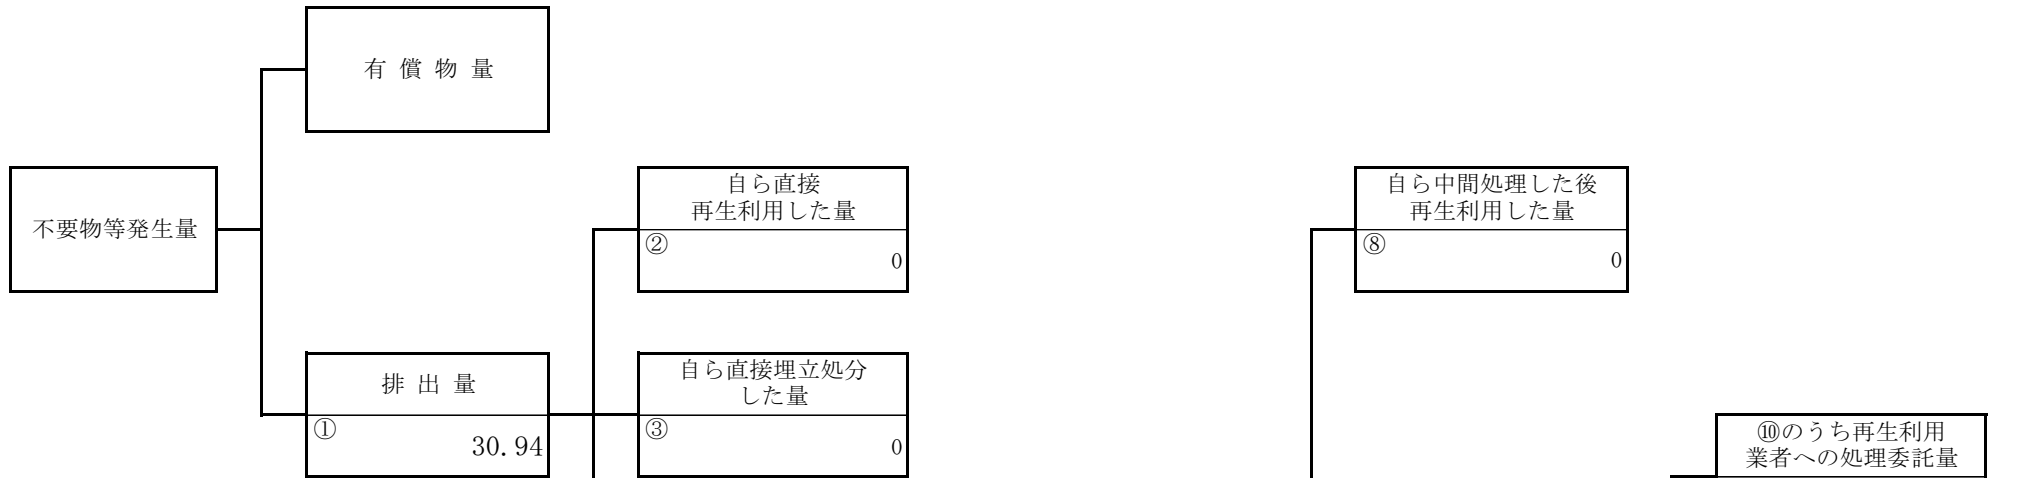 有償物量
不要物等発生量
自ら直接
再生利用した量
②
0
自ら中間処理した後
再生利用した量
⑧
0
排出量
①
30.94
自ら直接埋立処分
した量
③
0
⑩のうち再生利用
業者への処理委託量